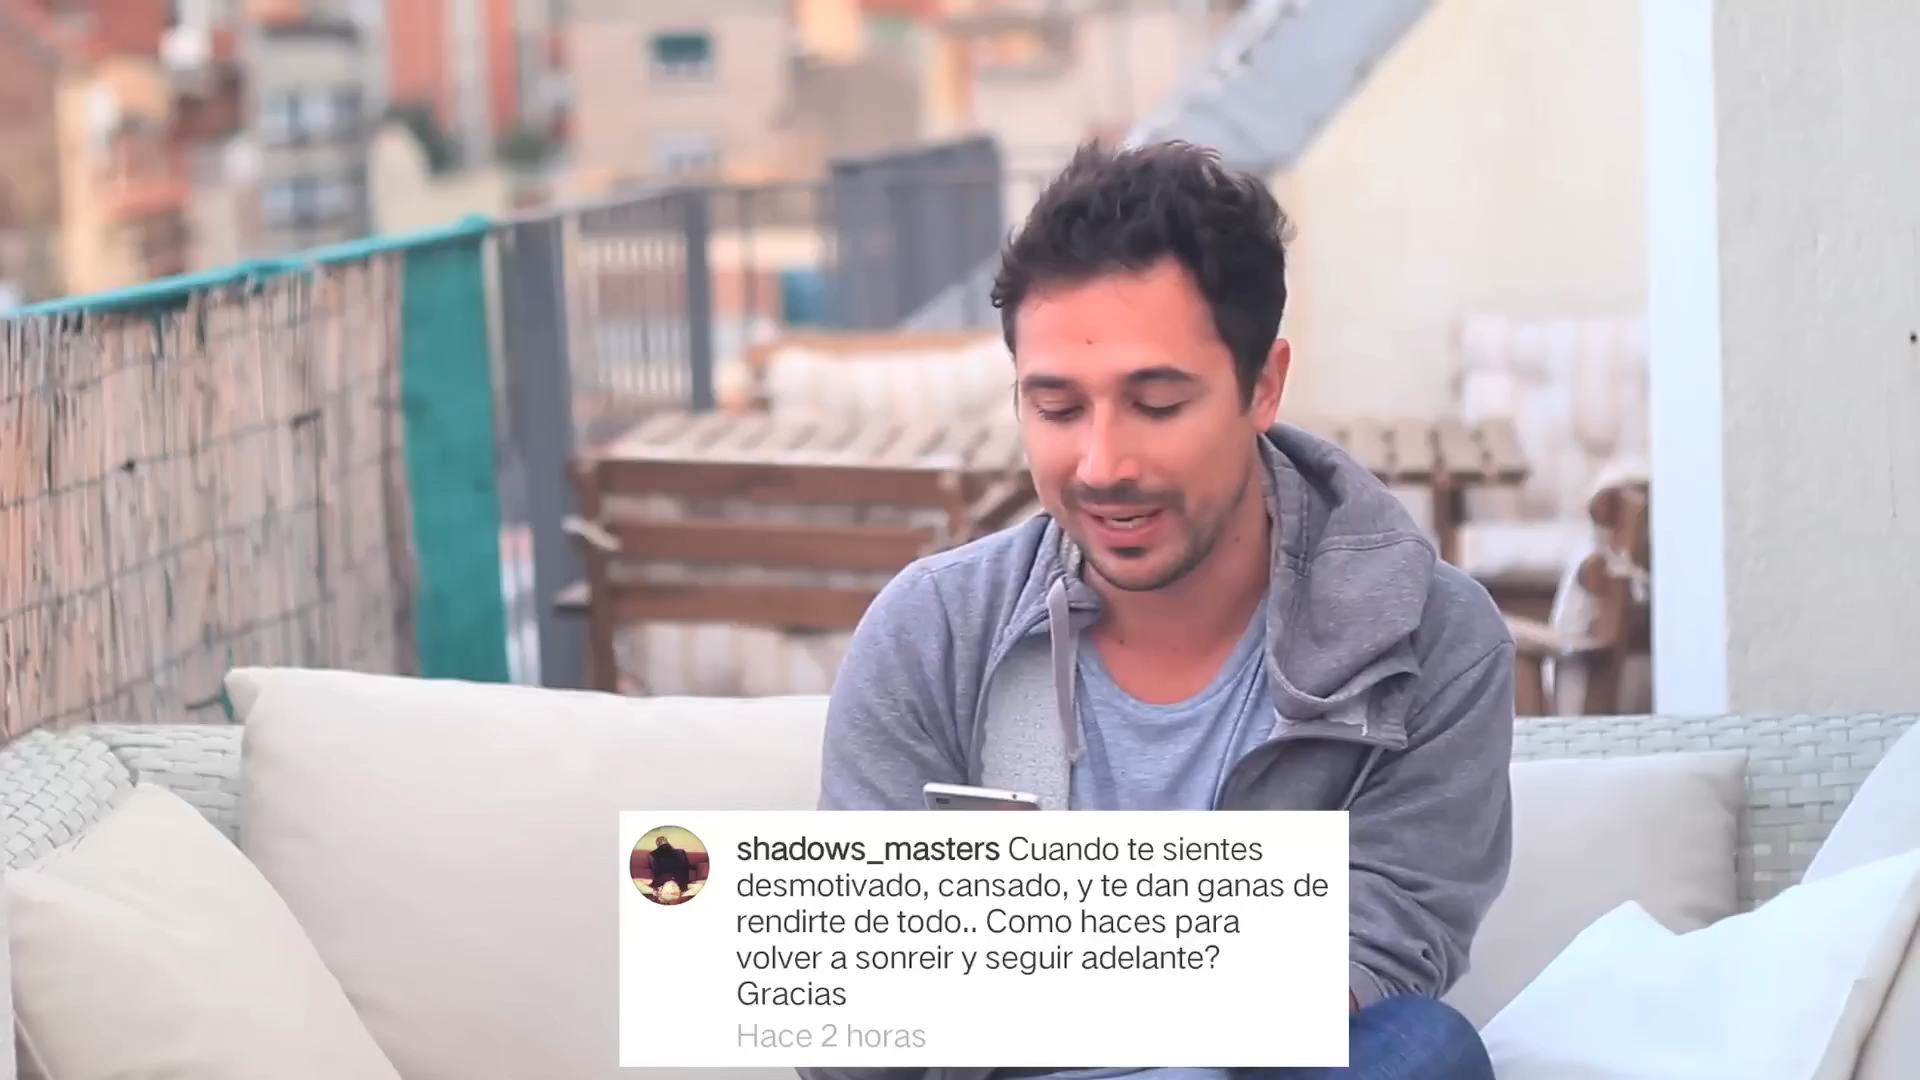 shadows_masters Cuando te sientes
desmotivado, cansado, y te dan ganas de
rendirte de todo.. Como haces para
volver a sonreir y seguir adelante?
Gracias
Hace 2 horas